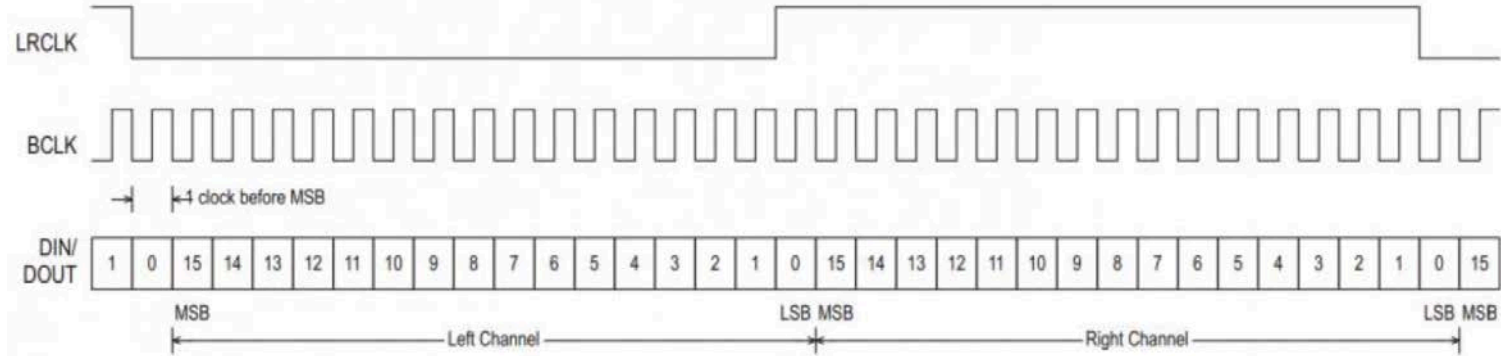 LRCLK
BCLK
1 clock before MSB
DIN/
DOUT
1 0 15 14 13 12 11 10 9 8 7 6 5 4 3 2 1 0 15 14 13 12 11 10 9 8 7 6 5 4 3 2 1 0 15
MSB LSB MSB LSB MSB
Left Channel Right Channel